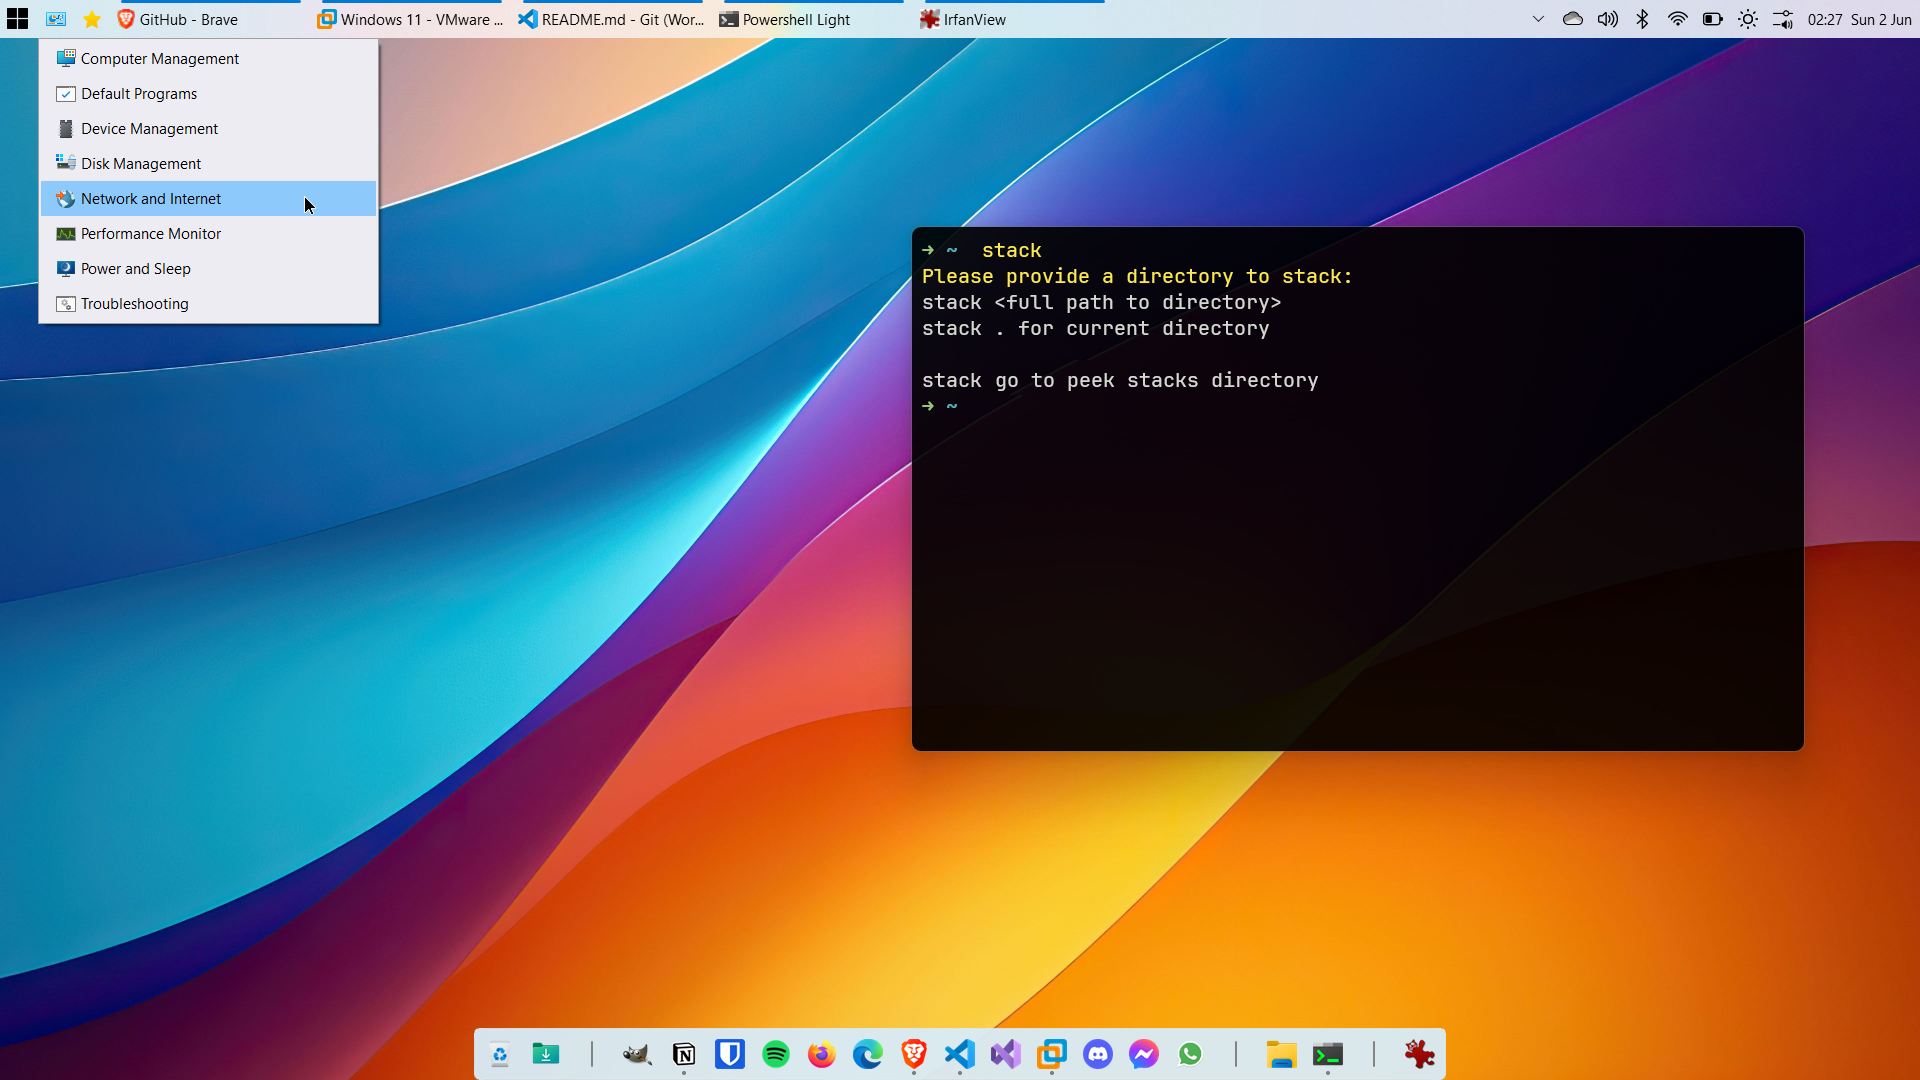 GitHub - Brave
Windows 11 - VMware ...
README.md - Git (Wor...
Powershell Light
IrfanView
02:27 Sun 2 Jun
Computer Management
Default Programs
Device Management
Disk Management
Network and Internet
Performance Monitor
Power and Sleep
Troubleshooting
➜ ~ stack
Please provide a directory to stack:
stack <full path to directory>
stack . for current directory
stack go to peek stacks directory
➜ ~